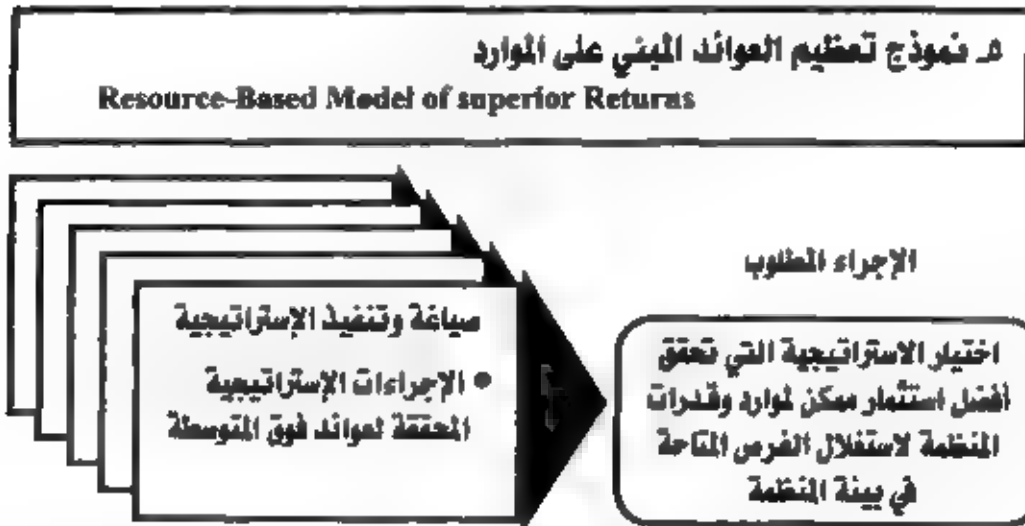 ٥ـ نموذج تعظيم العوائد المبني على الموارد
Resource-Based Model of superior Returns
الإجراء المطلوب
اختيار الاستراتيجية التي تحقق
أفضل استثمار ممكن لموارد وقدرات
المنظمة لاستغلال الفرص المتاحة
في بيئة المنظمة
صياغة وتنفيذ الإستراتيجية
● الإجراءات الإستراتيجية
المحققة لعوائد فوق المتوسطة